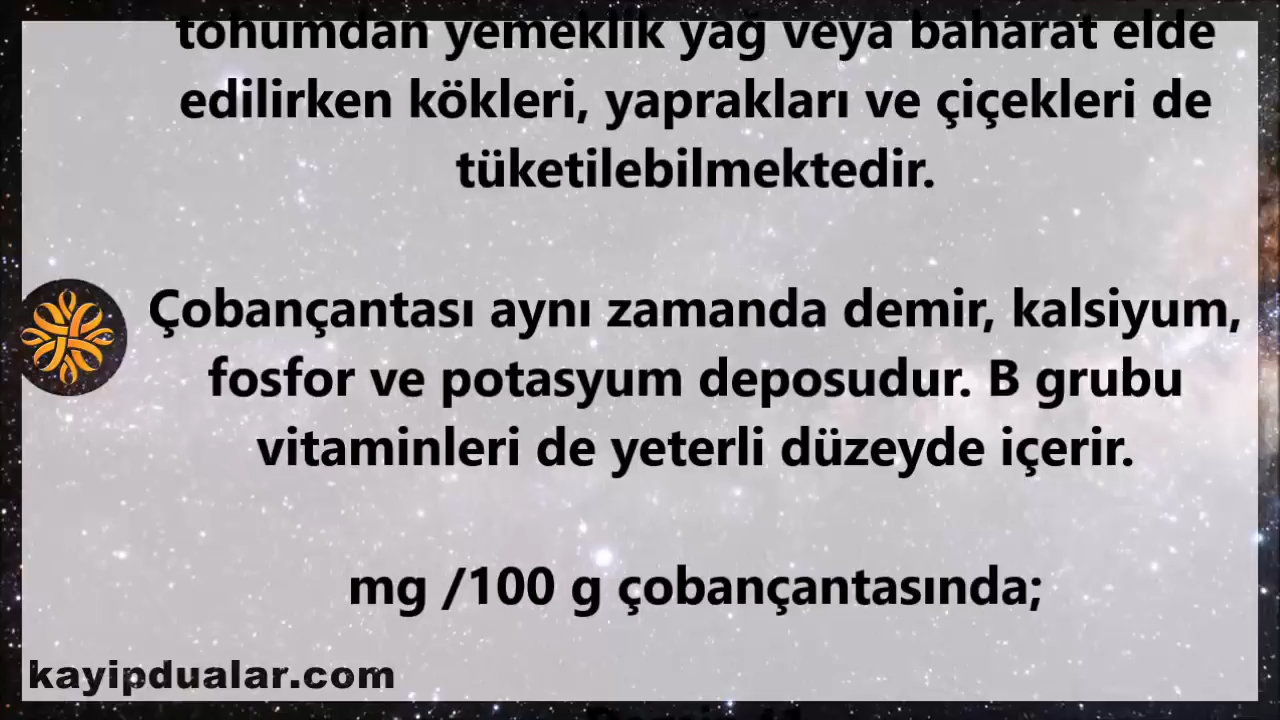 tohumdan yemeklik yağ veya baharat elde
edilirken kökleri, yaprakları ve çiçekleri de
tüketilebilmektedir.
Çobançantası aynı zamanda demir, kalsiyum,
fosfor ve potasyum deposudur. B grubu
vitaminleri de yeterli düzeyde içerir.
mg /100 g çobançantasında;
kayipdualar.com